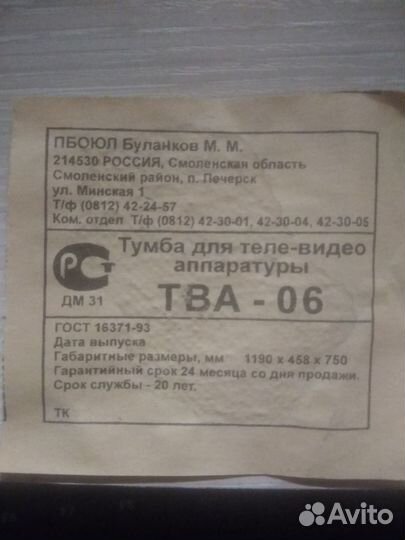 ПБОЮЛ Буланков М. М.
214530 РОССИЯ, Смоленская область
Смоленский район, п. Печерск
ул. Минская 1
Т/ф (0812) 42-24-57
Ком. отдел Т/ф (0812) 42-30-01, 42-30-04, 42-30-05
РСТ
ДМ 31
Тумба для теле-видео
аппаратуры
ТВА - 06
ГОСТ 16371-93
Дата выпуска
Габаритные размеры, мм 1190 х 458 х 750
Гарантийный срок 24 месяца со дня продажи.
Срок службы - 20 лет.
ТК
Avito